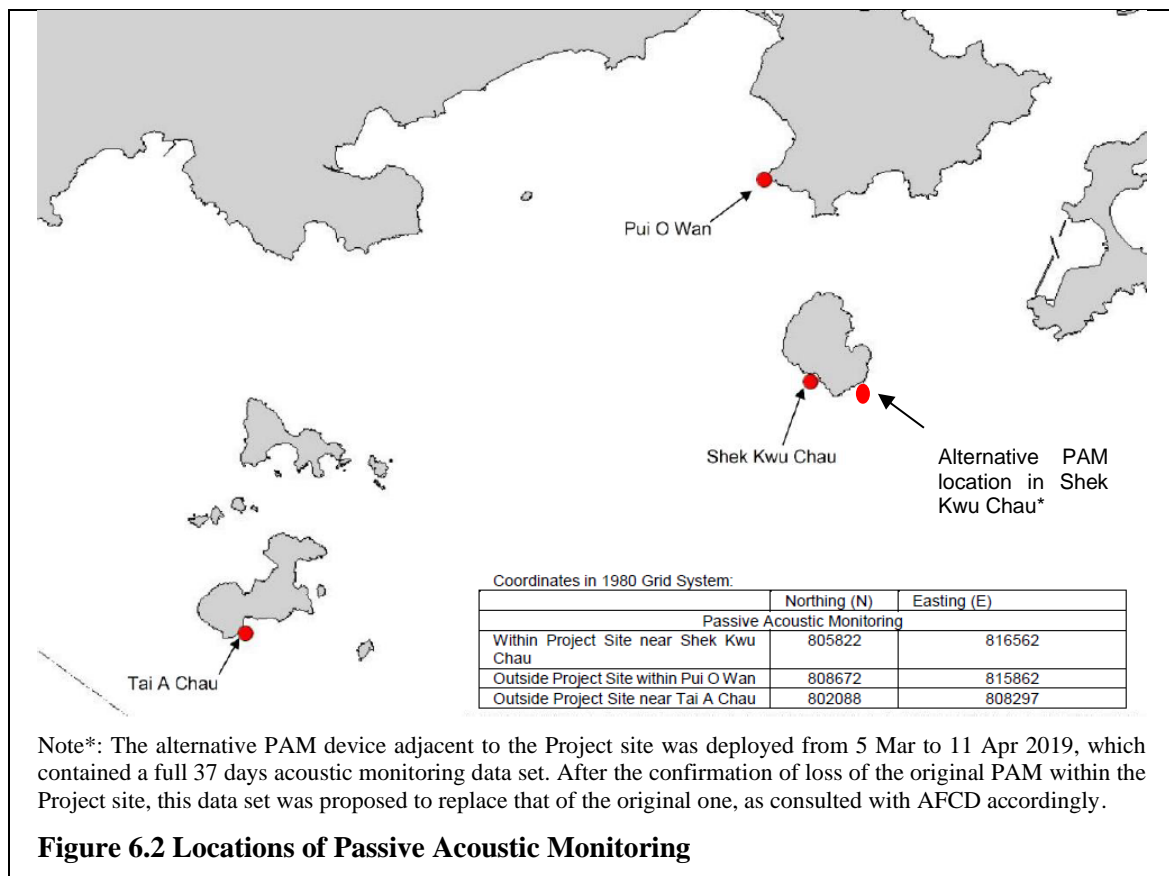 Pui O Wan
Shek Kwu Chau
Alternative PAM
location in Shek
Kwu Chau*
Tai A Chau
Coordinates in 1980 Grid System:
Northing (N) Easting (E)
Passive Acoustic Monitoring
Within Project Site near Shek Kwu
Chau 805822 816562
Outside Project Site within Pui O Wan 808672 815862
Outside Project Site near Tai A Chau 802088 808297
Note*: The alternative PAM device adjacent to the Project site was deployed from 5 Mar to 11 Apr 2019, which
contained a full 37 days acoustic monitoring data set. After the confirmation of loss of the original PAM within the
Project site, this data set was proposed to replace that of the original one, as consulted with AFCD accordingly.
Figure 6.2 Locations of Passive Acoustic Monitoring